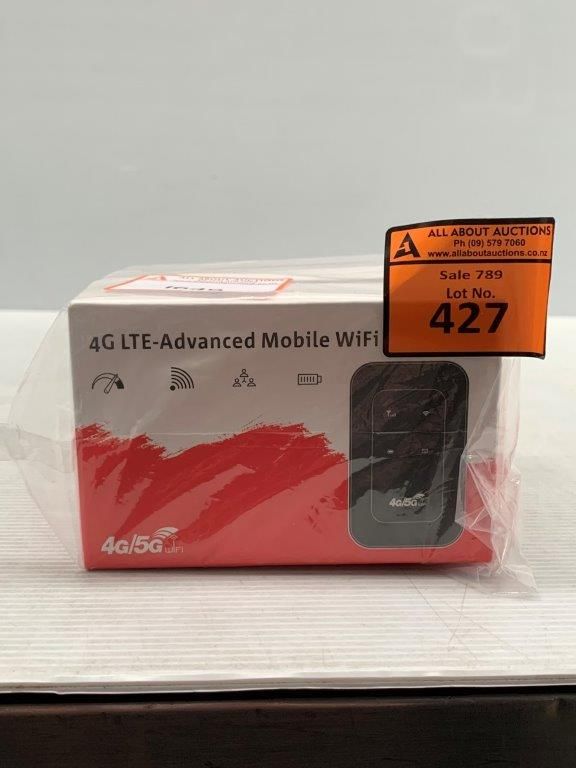 ALL ABOUT AUCTIONS
Ph (09) 579 7060
www.allaboutauctions.co.nz
Sale 789
Lot No.
427
4G LTE-Advanced Mobile WiFi
4G/5G
4G/5G WiFi